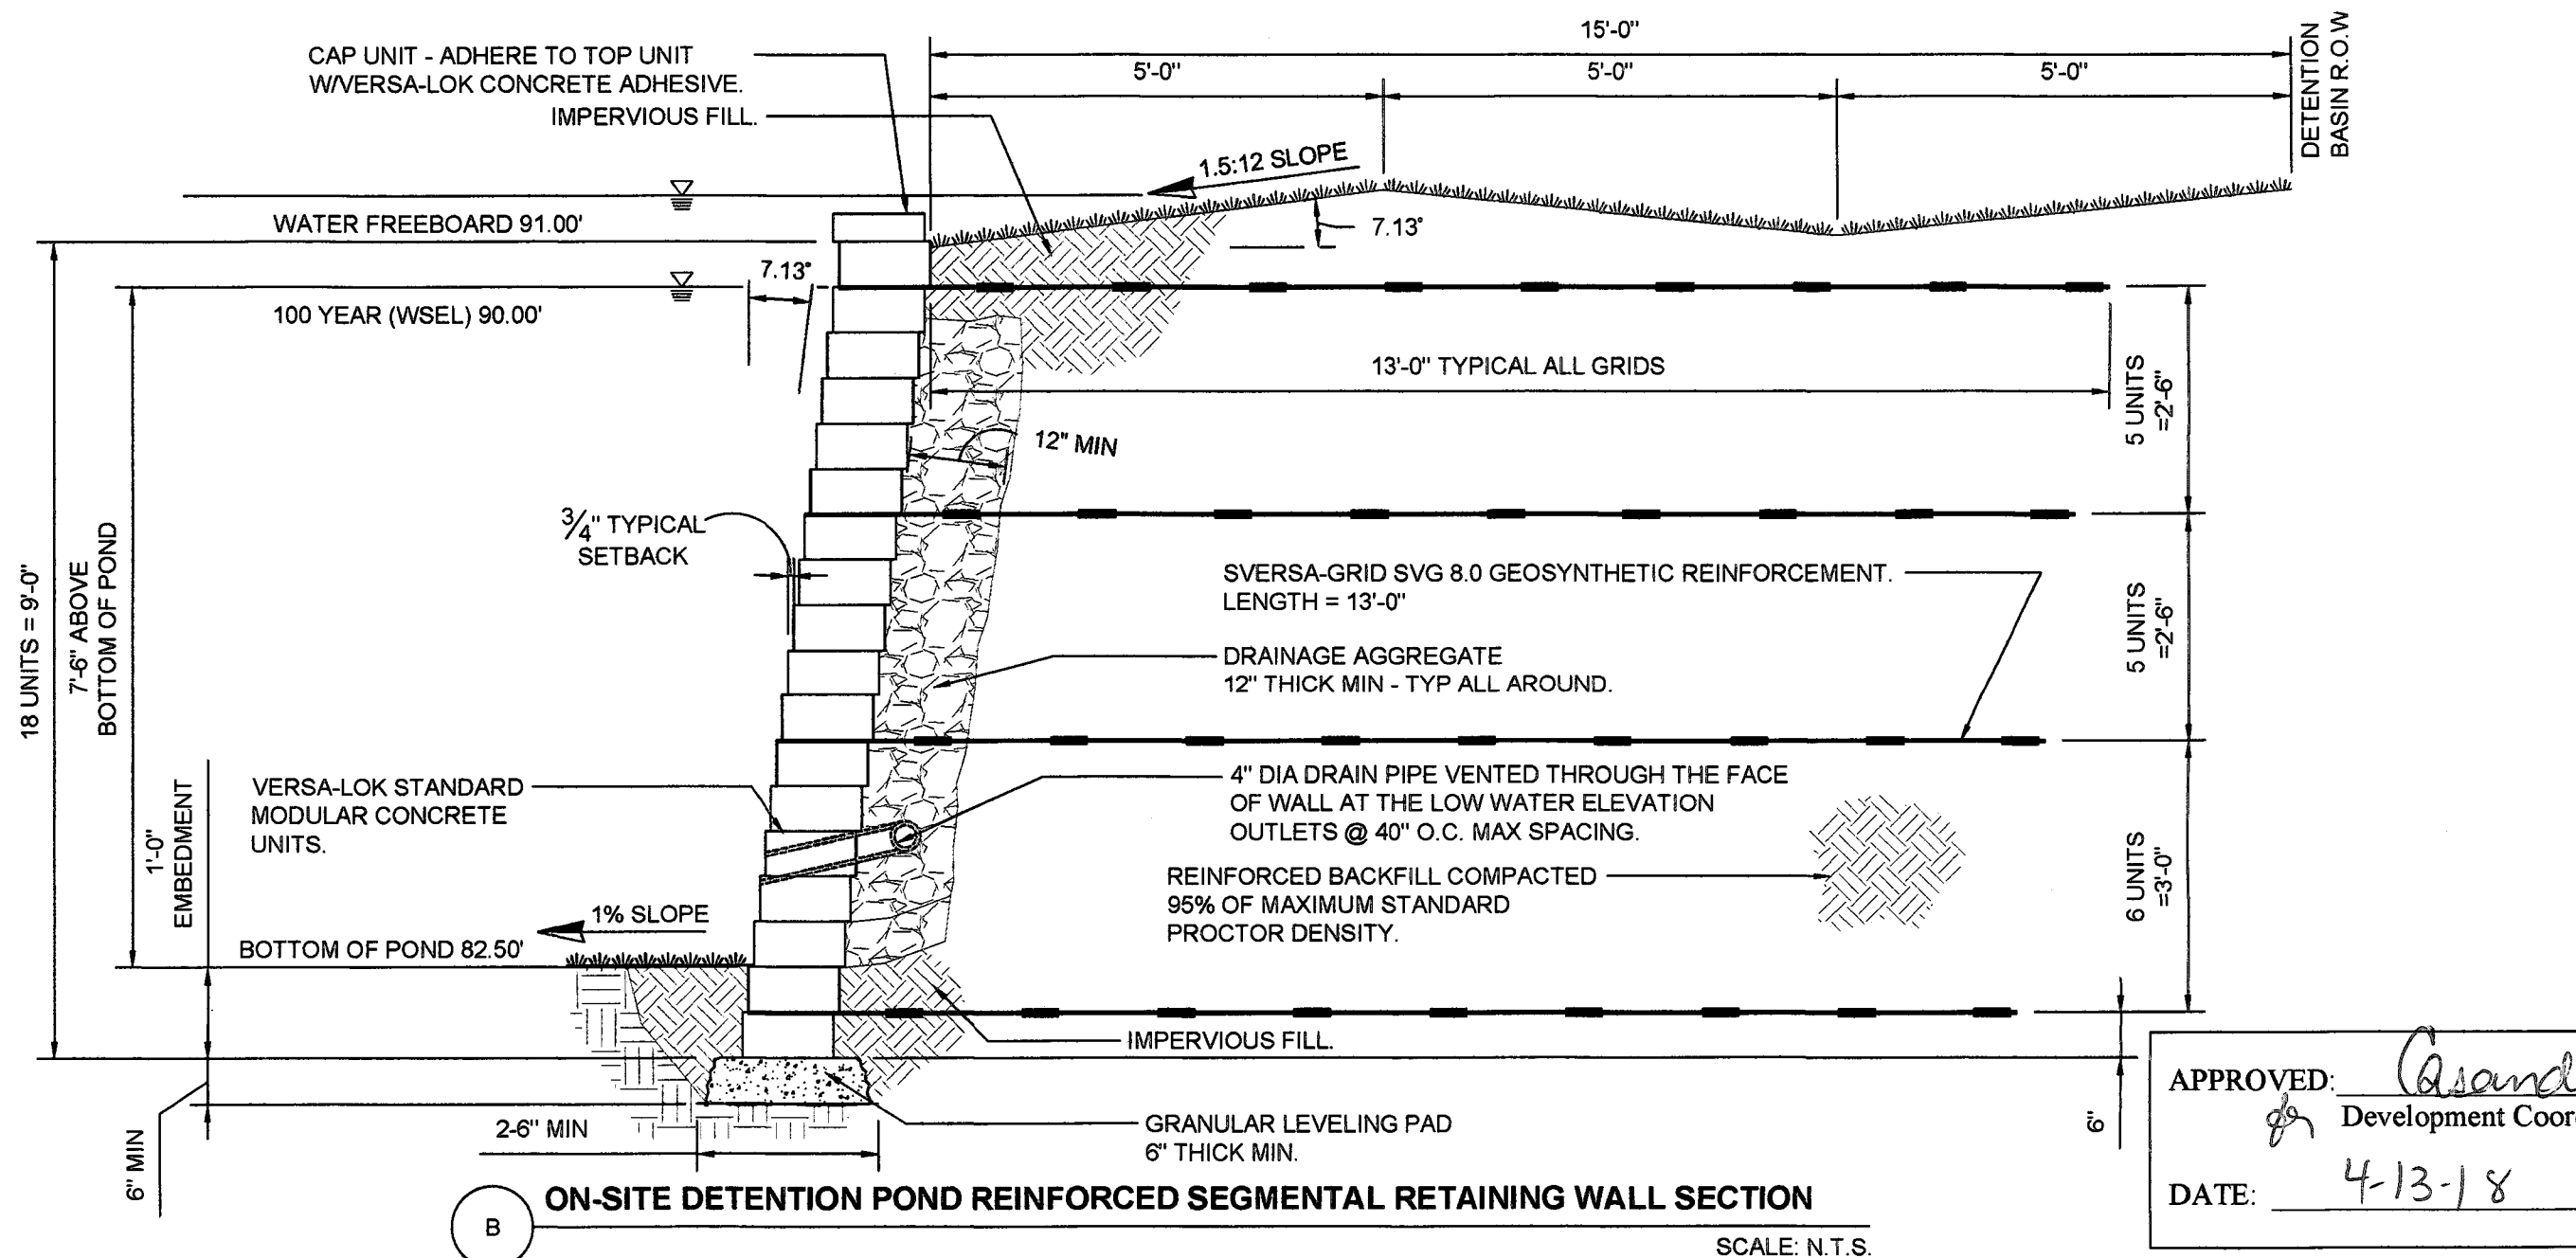 15'-0"
5'-0"
5'-0"
5'-0"
DETENTION
BASIN R.O.W
CAP UNIT - ADHERE TO TOP UNIT
W/VERSA-LOK CONCRETE ADHESIVE.
IMPERVIOUS FILL.
1.5:12 SLOPE
WATER FREEBOARD 91.00'
7.13°
7.13°
100 YEAR (WSEL) 90.00'
13'-0" TYPICAL ALL GRIDS
5 UNITS
=2'-6"
12" MIN
3/4" TYPICAL
SETBACK
18 UNITS = 9'-0"
7'-6" ABOVE
BOTTOM OF POND
SVERSA-GRID SVG 8.0 GEOSYNTHETIC REINFORCEMENT.
LENGTH = 13'-0"
5 UNITS
=2'-6"
DRAINAGE AGGREGATE
12" THICK MIN - TYP ALL AROUND.
VERSA-LOK STANDARD
MODULAR CONCRETE
UNITS.
4" DIA DRAIN PIPE VENTED THROUGH THE FACE
OF WALL AT THE LOW WATER ELEVATION
OUTLETS @ 40" O.C. MAX SPACING.
1'-0"
EMBEDMENT
REINFORCED BACKFILL COMPACTED
95% OF MAXIMUM STANDARD
PROCTOR DENSITY.
6 UNITS
=3'-0"
1% SLOPE
BOTTOM OF POND 82.50'
IMPERVIOUS FILL.
6" MIN
2-6" MIN
GRANULAR LEVELING PAD
6" THICK MIN.
6"
APPROVED:
for Development Coor
DATE: 4-13-18
B
ON-SITE DETENTION POND REINFORCED SEGMENTAL RETAINING WALL SECTION
SCALE: N.T.S.